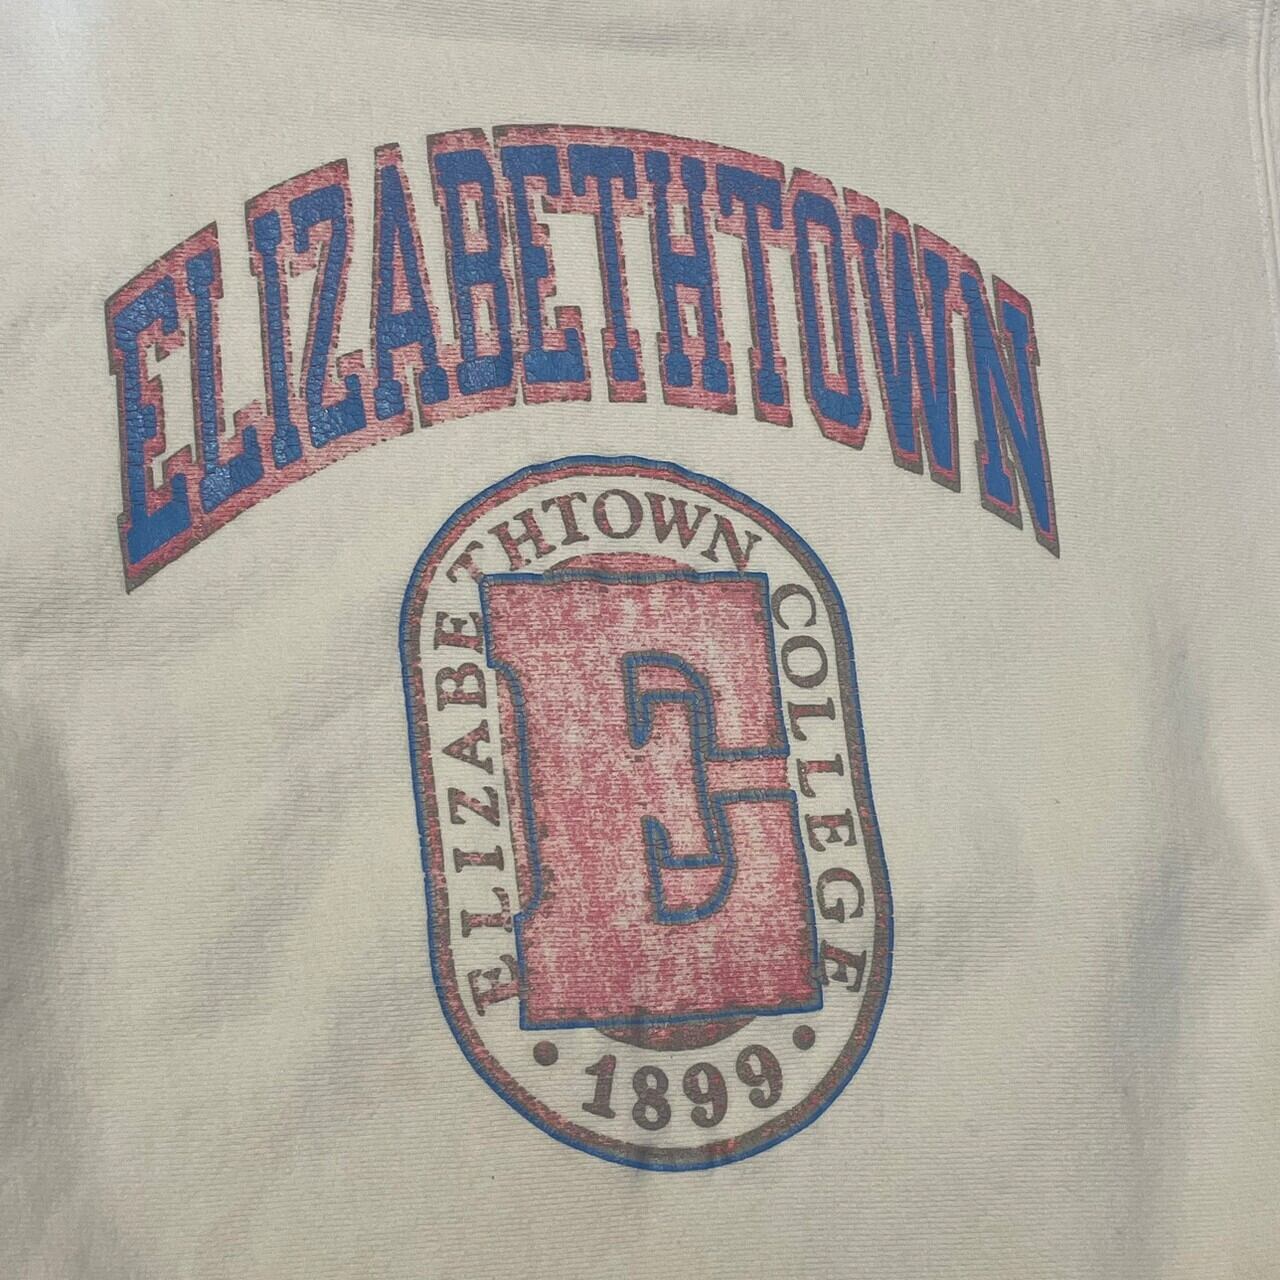 ELIZABETHTOWN
ELIZABETHTOWN COLLEGE
E
• 1899 •